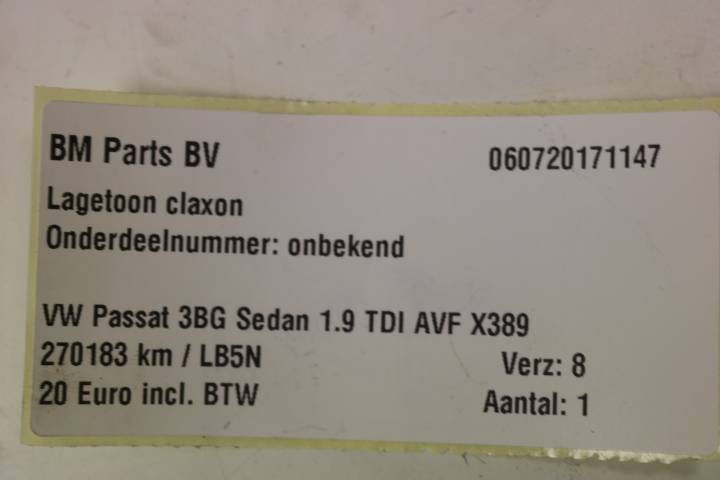 BM Parts BV 060720171147
Lagetoon claxon
Onderdeelnummer: onbekend
VW Passat 3BG Sedan 1.9 TDI AVF X389
270183 km / LB5N Verz: 8
20 Euro incl. BTW Aantal: 1